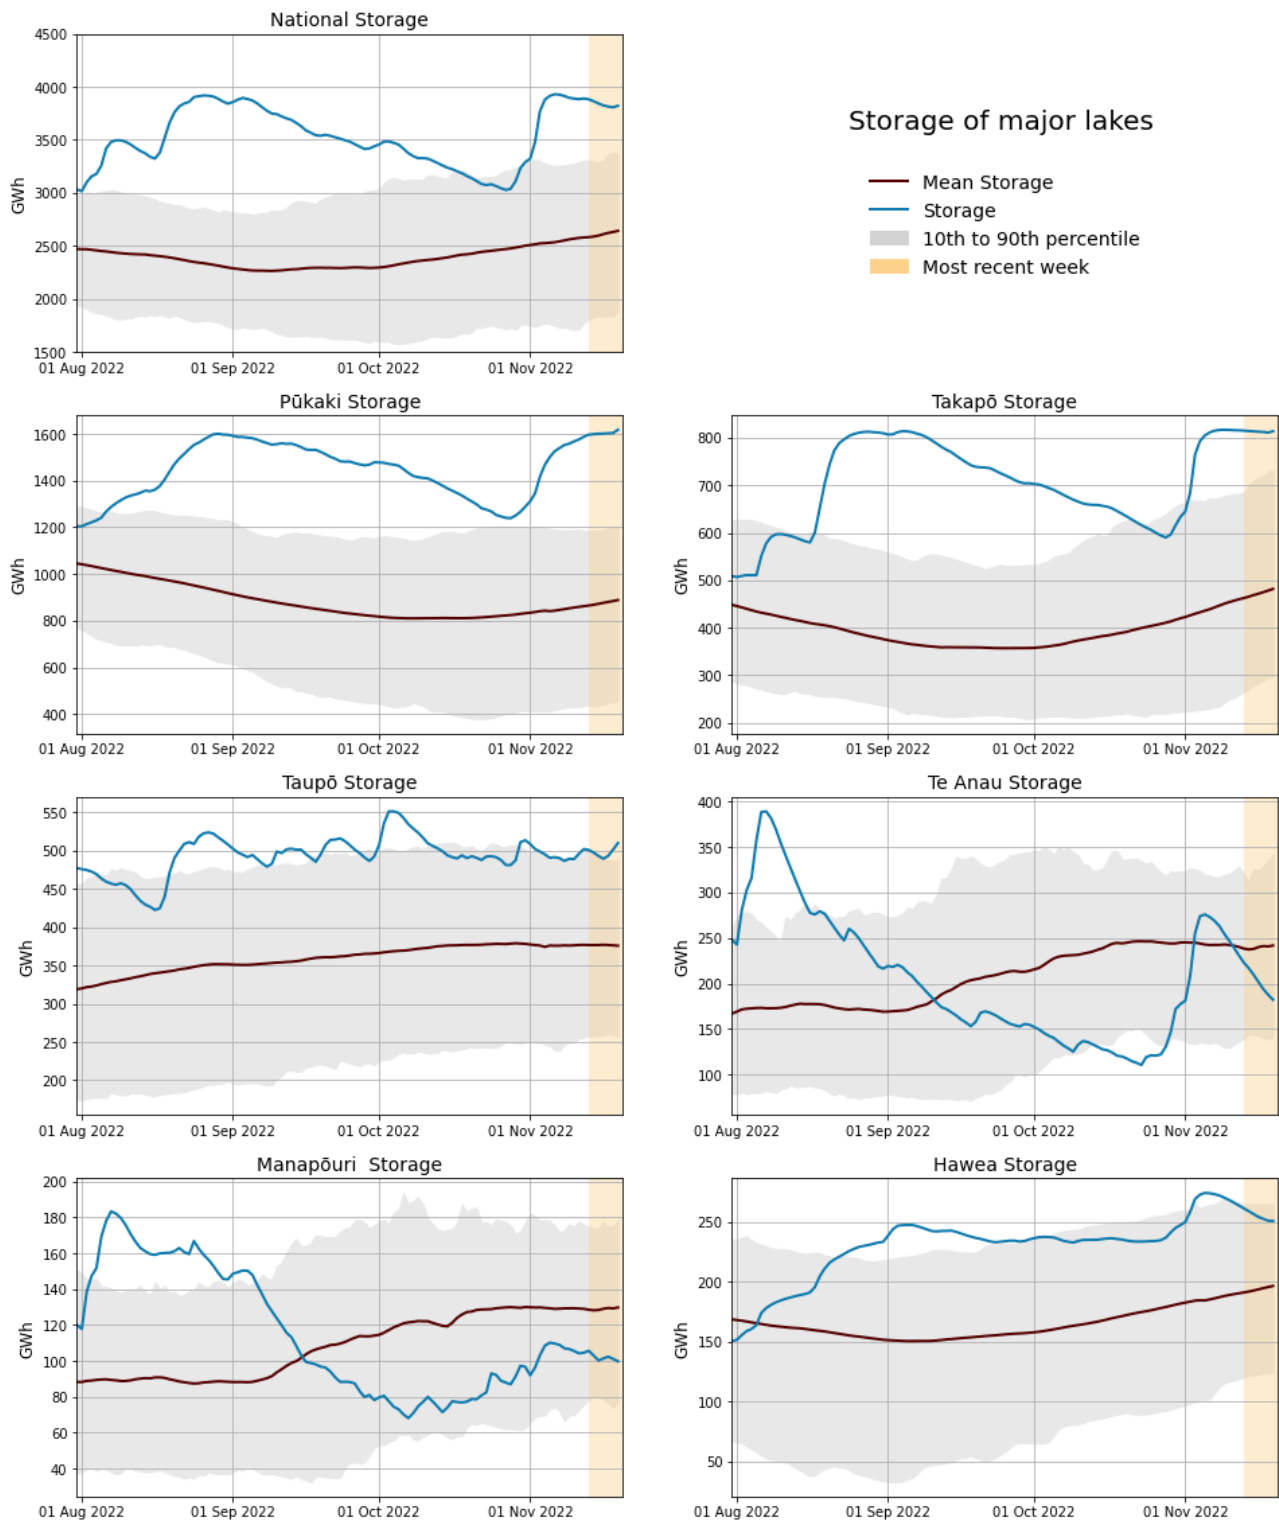 National Storage
GWh
4500
4000
3500
3000
2500
2000
1500
01 Aug 2022 01 Sep 2022 01 Oct 2022 01 Nov 2022
Storage of major lakes
Mean Storage
Storage
10th to 90th percentile
Most recent week
Pūkaki Storage
GWh
1600
1400
1200
1000
800
600
400
01 Aug 2022 01 Sep 2022 01 Oct 2022 01 Nov 2022
Takapō Storage
GWh
800
700
600
500
400
300
200
01 Aug 2022 01 Sep 2022 01 Oct 2022 01 Nov 2022
Taupō Storage
GWh
550
500
450
400
350
300
250
200
01 Aug 2022 01 Sep 2022 01 Oct 2022 01 Nov 2022
Te Anau Storage
GWh
400
350
300
250
200
150
100
01 Aug 2022 01 Sep 2022 01 Oct 2022 01 Nov 2022
Manapōuri  Storage
GWh
200
180
160
140
120
100
80
60
40
01 Aug 2022 01 Sep 2022 01 Oct 2022 01 Nov 2022
Hawea Storage
GWh
250
200
150
100
50
01 Aug 2022 01 Sep 2022 01 Oct 2022 01 Nov 2022